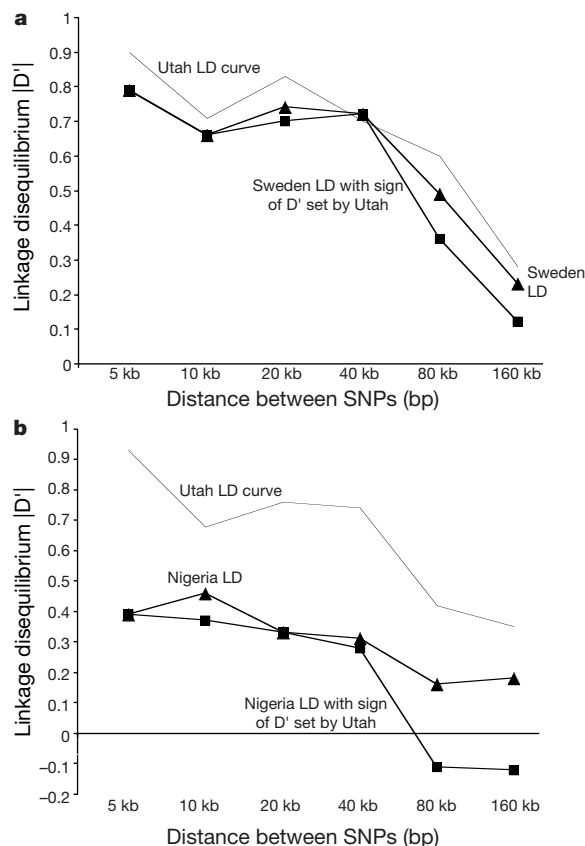 a
Linkage disequilibrium |D'|
1
0.9
0.8
0.7
0.6
0.5
0.4
0.3
0.2
0.1
0
Utah LD curve
Sweden LD with sign
of D' set by Utah
Sweden
LD
5 kb 10 kb 20 kb 40 kb 80 kb 160 kb
Distance between SNPs (bp)
b
Linkage disequilibrium |D'|
1
0.9
0.8
0.7
0.6
0.5
0.4
0.3
0.2
0.1
0
−0.1
−0.2
Utah LD curve
Nigeria LD
Nigeria LD with sign
of D' set by Utah
5 kb 10 kb 20 kb 40 kb 80 kb 160 kb
Distance between SNPs (bp)